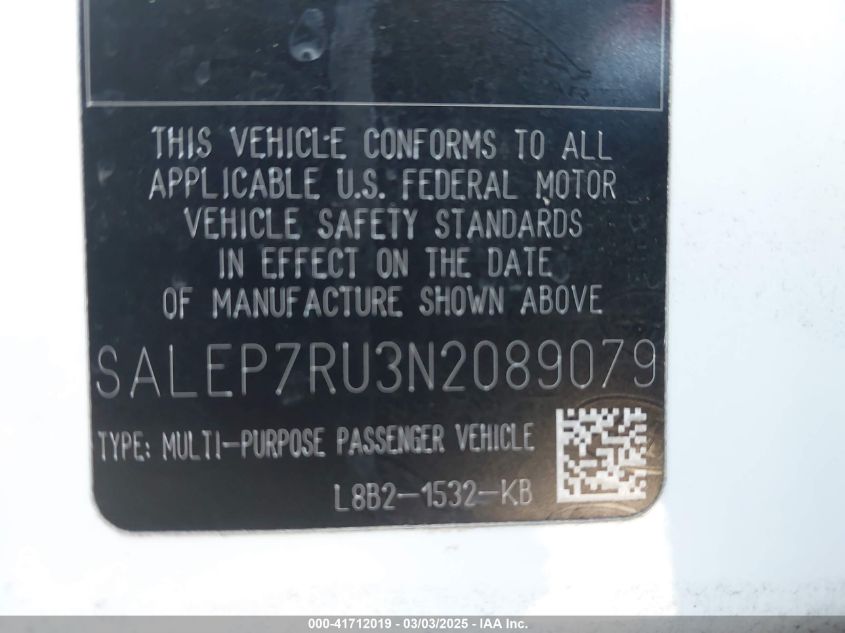 THIS VEHICLE CONFORMS TO ALL
APPLICABLE U.S. FEDERAL MOTOR
VEHICLE SAFETY STANDARDS
IN EFFECT ON THE DATE
OF MANUFACTURE SHOWN ABOVE
SALEP7RU3N2089079
TYPE: MULTI-PURPOSE PASSENGER VEHICLE
L8B2-1532-KB
000-41712019 - 03/03/2025 - IAA Inc.